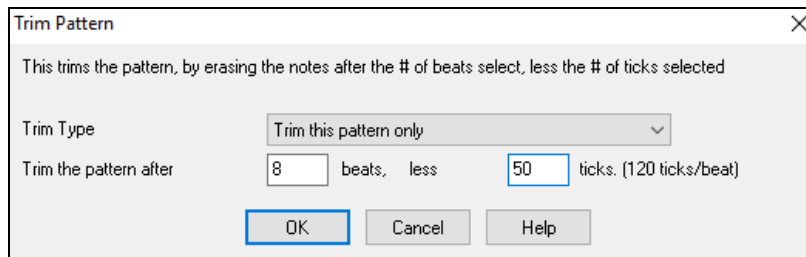 Trim Pattern
This trims the pattern, by erasing the notes after the # of beats select, less the # of ticks selected
Trim Type Trim this pattern only
Trim the pattern after 8 beats, less 50 ticks. (120 ticks/beat)
OK Cancel Help